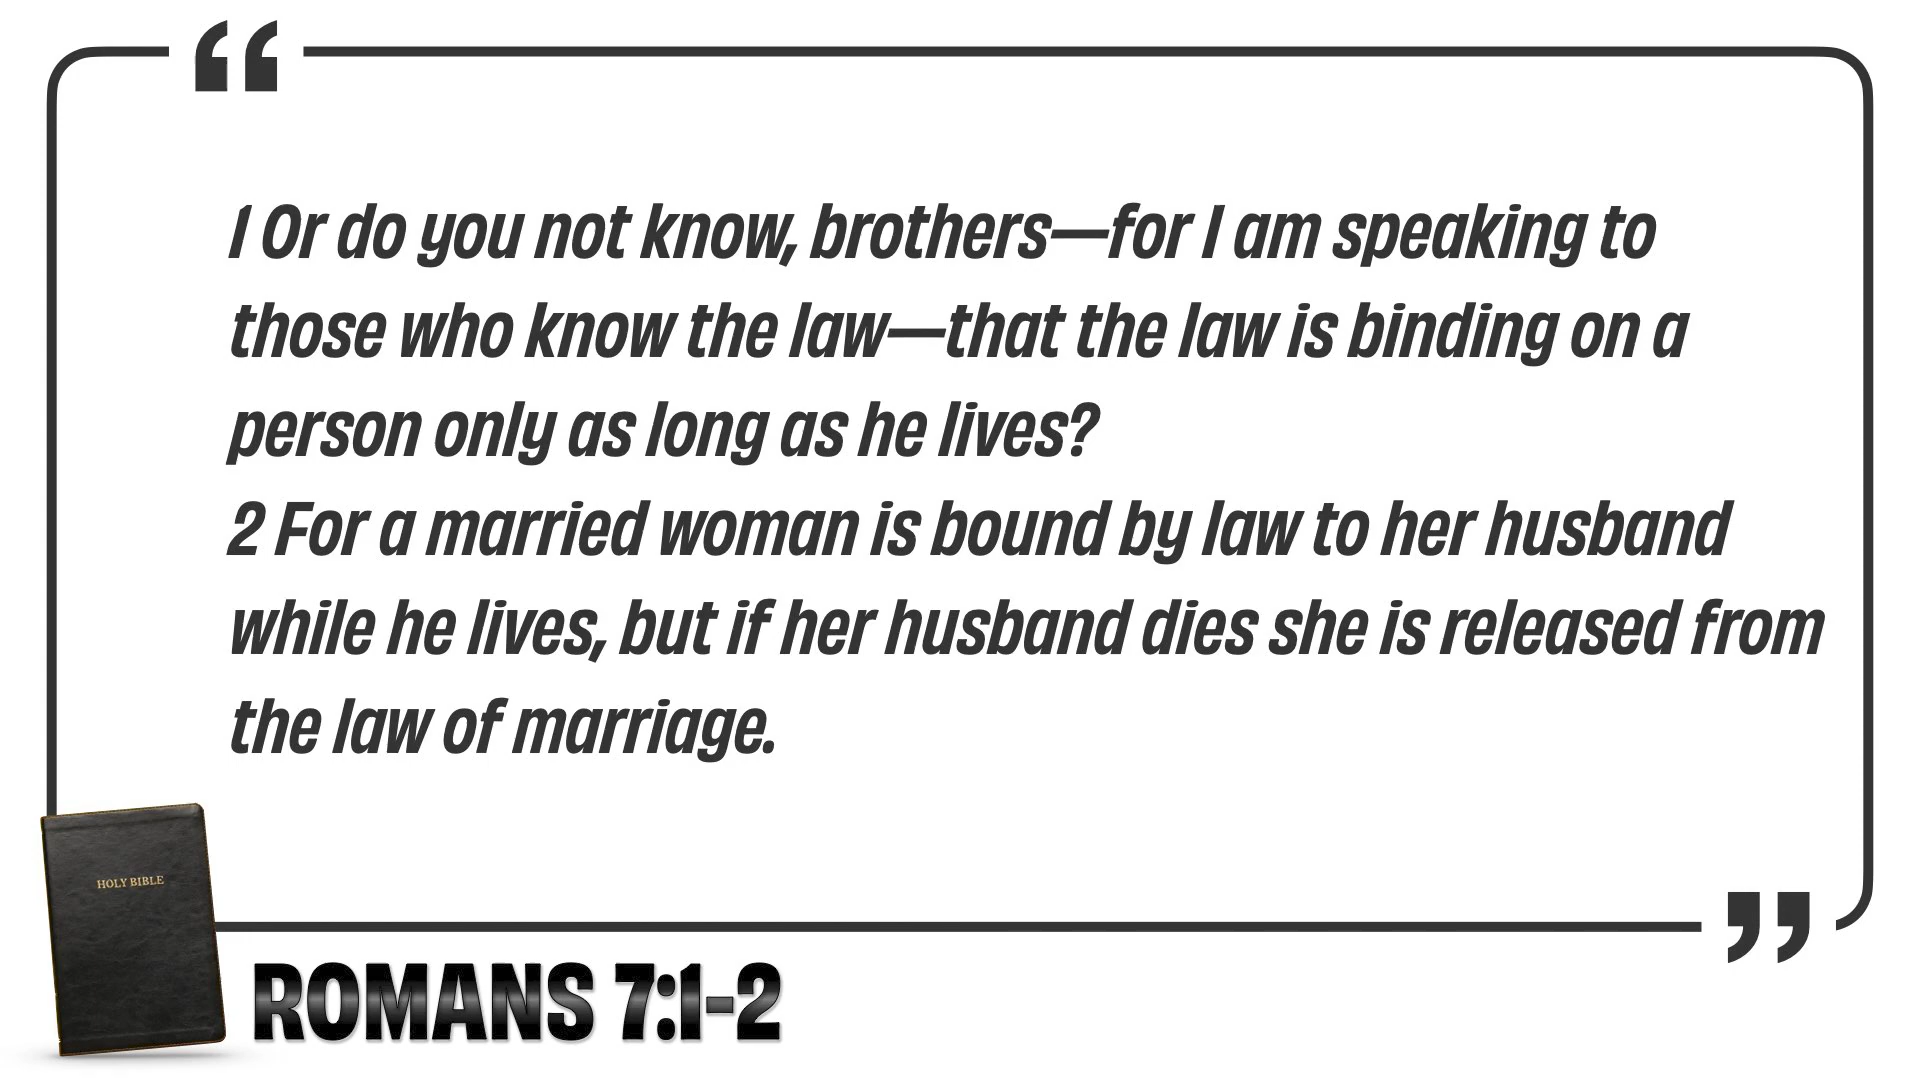 “
1 Or do you not know, brothers—for I am speaking to
those who know the law—that the law is binding on a
person only as long as he lives?
2 For a married woman is bound by law to her husband
while he lives, but if her husband dies she is released from
the law of marriage.
HOLY BIBLE
”
ROMANS 7:1-2